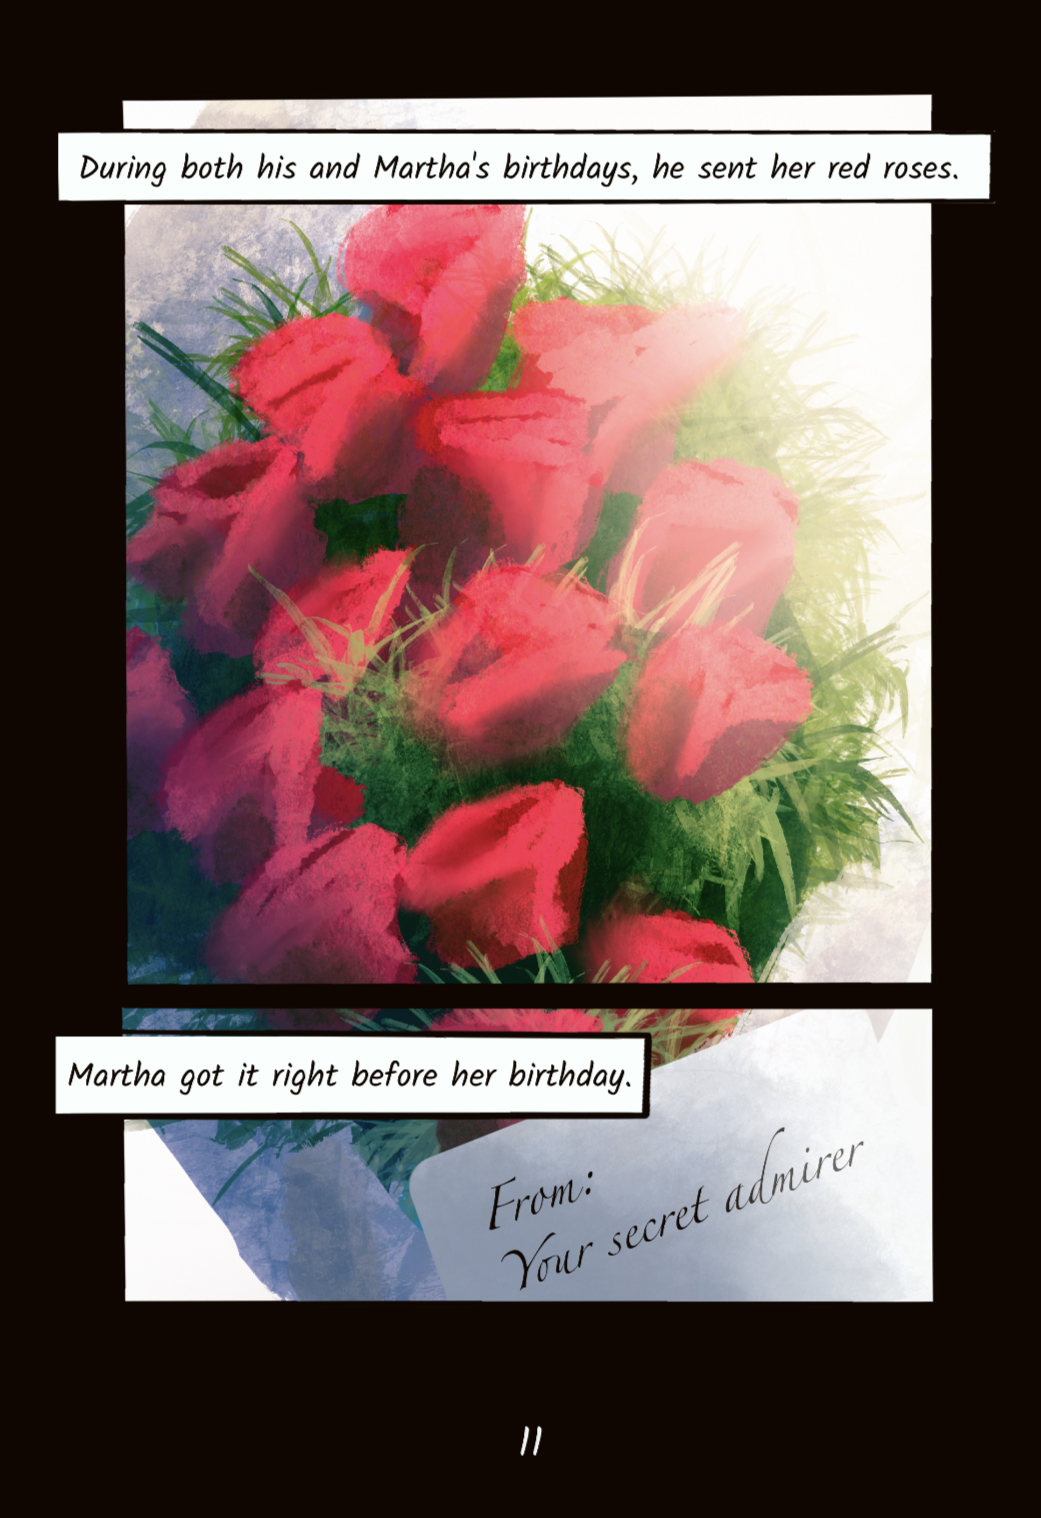 During both his and Martha's birthdays, he sent her red roses.
Martha got it right before her birthday.
From:
Your secret admirer
11